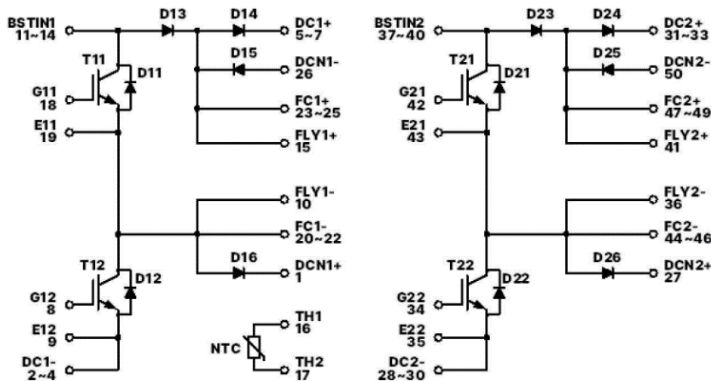 BSTIN1
11~14
D13
D14
DC1+
5~7
D15
DCN1-
26
T11
D11
G11
18
FC1+
23~25
E11
19
FLY1+
15
FLY1-
10
FC1-
20~22
D16
DCN1+
1
T12
D12
G12
8
E12
9
DC1-
2~4
NTC
TH1
16
TH2
17
BSTIN2
37~40
D23
D24
DC2+
31~33
D25
DCN2-
50
T21
D21
G21
42
FC2+
47~49
E21
43
FLY2+
41
FLY2-
36
FC2-
44~46
D26
DCN2+
27
T22
D22
G22
34
E22
35
DC2-
28~30